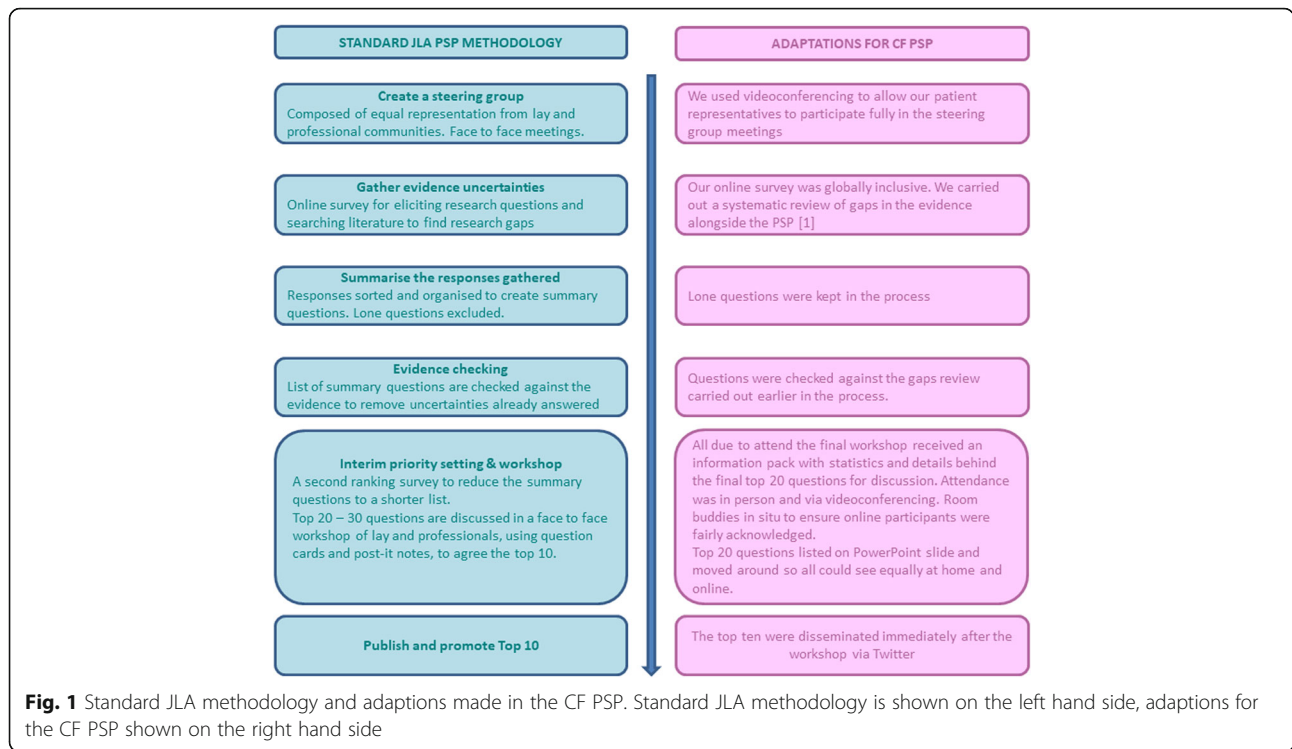 STANDARD JLA PSP METHODOLOGY
ADAPTATIONS FOR CF PSP
Create a steering group
Composed of equal representation from lay and
professional communities. Face to face meetings.
We used videoconferencing to allow our patient
representatives to participate fully in the steering
group meetings
Gather evidence uncertainties
Online survey for eliciting research questions and
searching literature to find research gaps
Our online survey was globally inclusive. We carried
out a systematic review of gaps in the evidence
alongside the PSP [1]
Summarise the responses gathered
Responses sorted and organised to create summary
questions. Lone questions excluded.
Lone questions were kept in the process
Evidence checking
List of summary questions are checked against the
evidence to remove uncertainties already answered
Questions were checked against the gaps review
carried out earlier in the process.
Interim priority setting & workshop
A second ranking survey to reduce the summary
questions to a shorter list.
Top 20 – 30 questions are discussed in a face to face
workshop of lay and professionals, using question
cards and post-it notes, to agree the top 10.
All due to attend the final workshop received an
information pack with statistics and details behind
the final top 20 questions for discussion. Attendance
was in person and via videoconferencing. Room
buddies in situ to ensure online participants were
fairly acknowledged.
Top 20 questions listed on PowerPoint slide and
moved around so all could see equally at home and
online.
Publish and promote Top 10
The top ten were disseminated immediately after the
workshop via Twitter
Fig. 1 Standard JLA methodology and adaptions made in the CF PSP. Standard JLA methodology is shown on the left hand side, adaptions for
the CF PSP shown on the right hand side